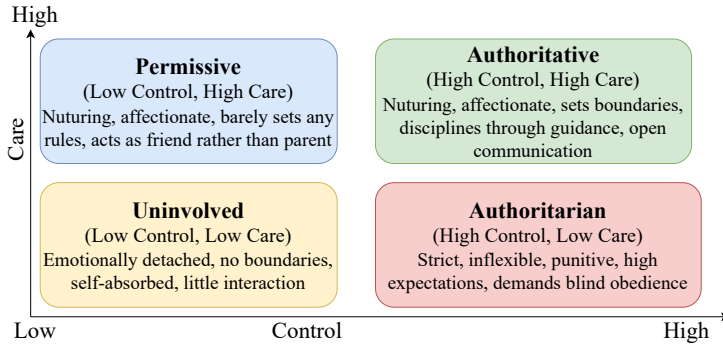 High
Care
Permissive
(Low Control, High Care)
Nuturing, affectionate, barely sets any
rules, acts as friend rather than parent
Authoritative
(High Control, High Care)
Nuturing, affectionate, sets boundaries,
disciplines through guidance, open
communication
Uninvolved
(Low Control, Low Care)
Emotionally detached, no boundaries,
self-absorbed, little interaction
Authoritarian
(High Control, Low Care)
Strict, inflexible, punitive, high
expectations, demands blind obedience
Low
Control
High